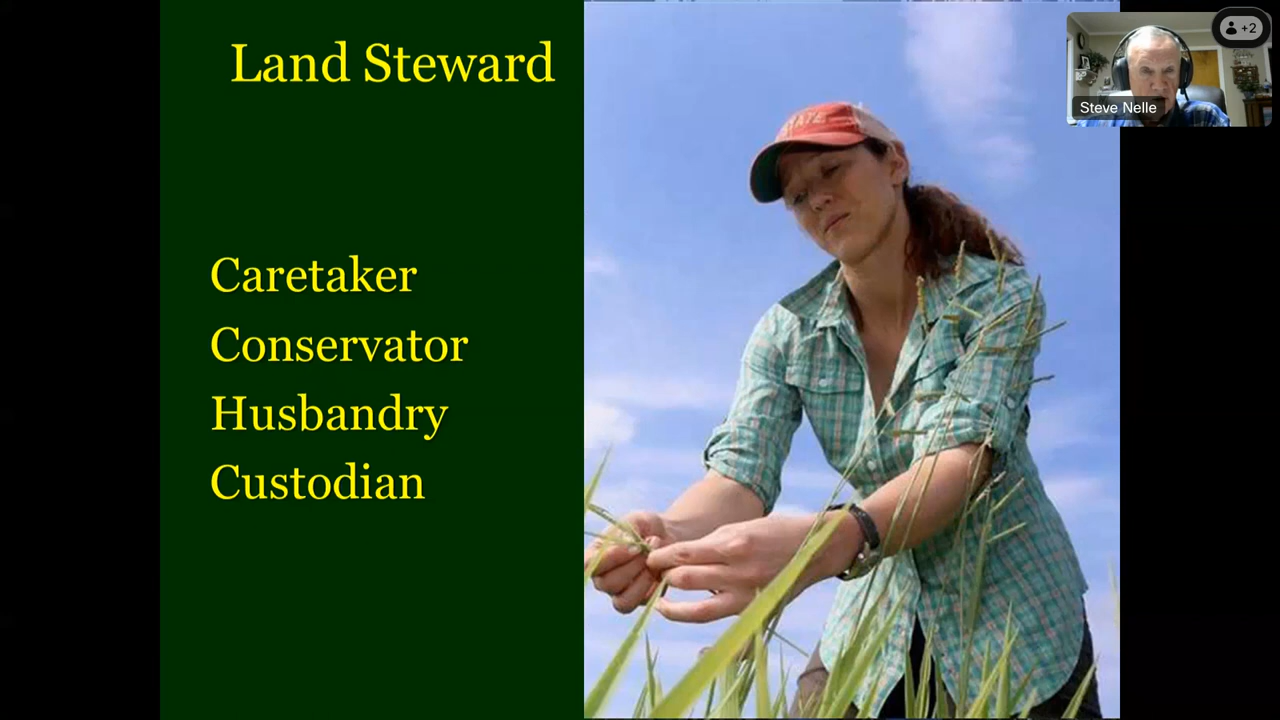 Land Steward
Caretaker
Conservator
Husbandry
Custodian
Steve Nelle
+2